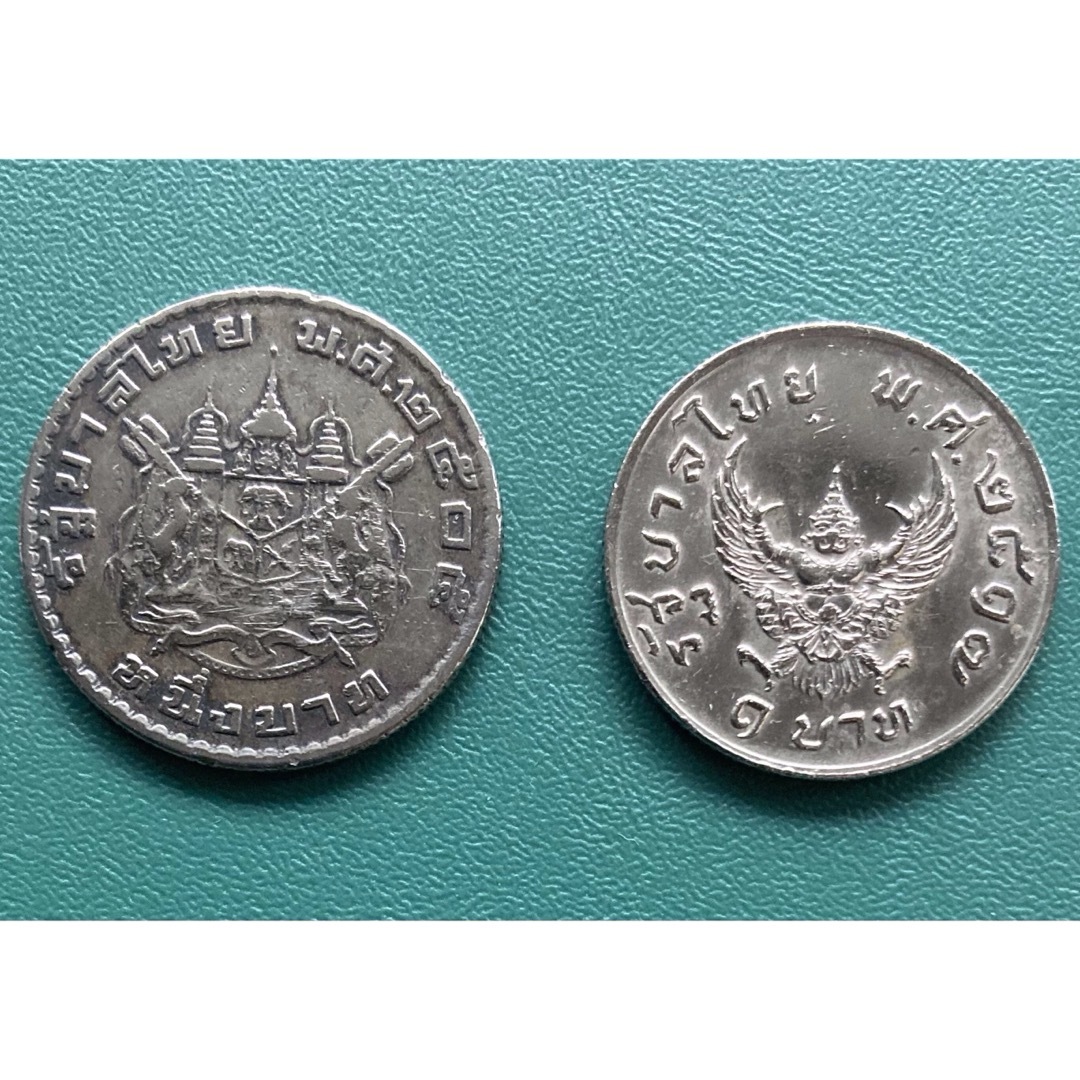 รัฐบาลไทย พ.ศ.๒๕๐๕
หนึ่งบาท
รัฐบาลไทย พ.ศ.๒๕๑๗
๑ บาท